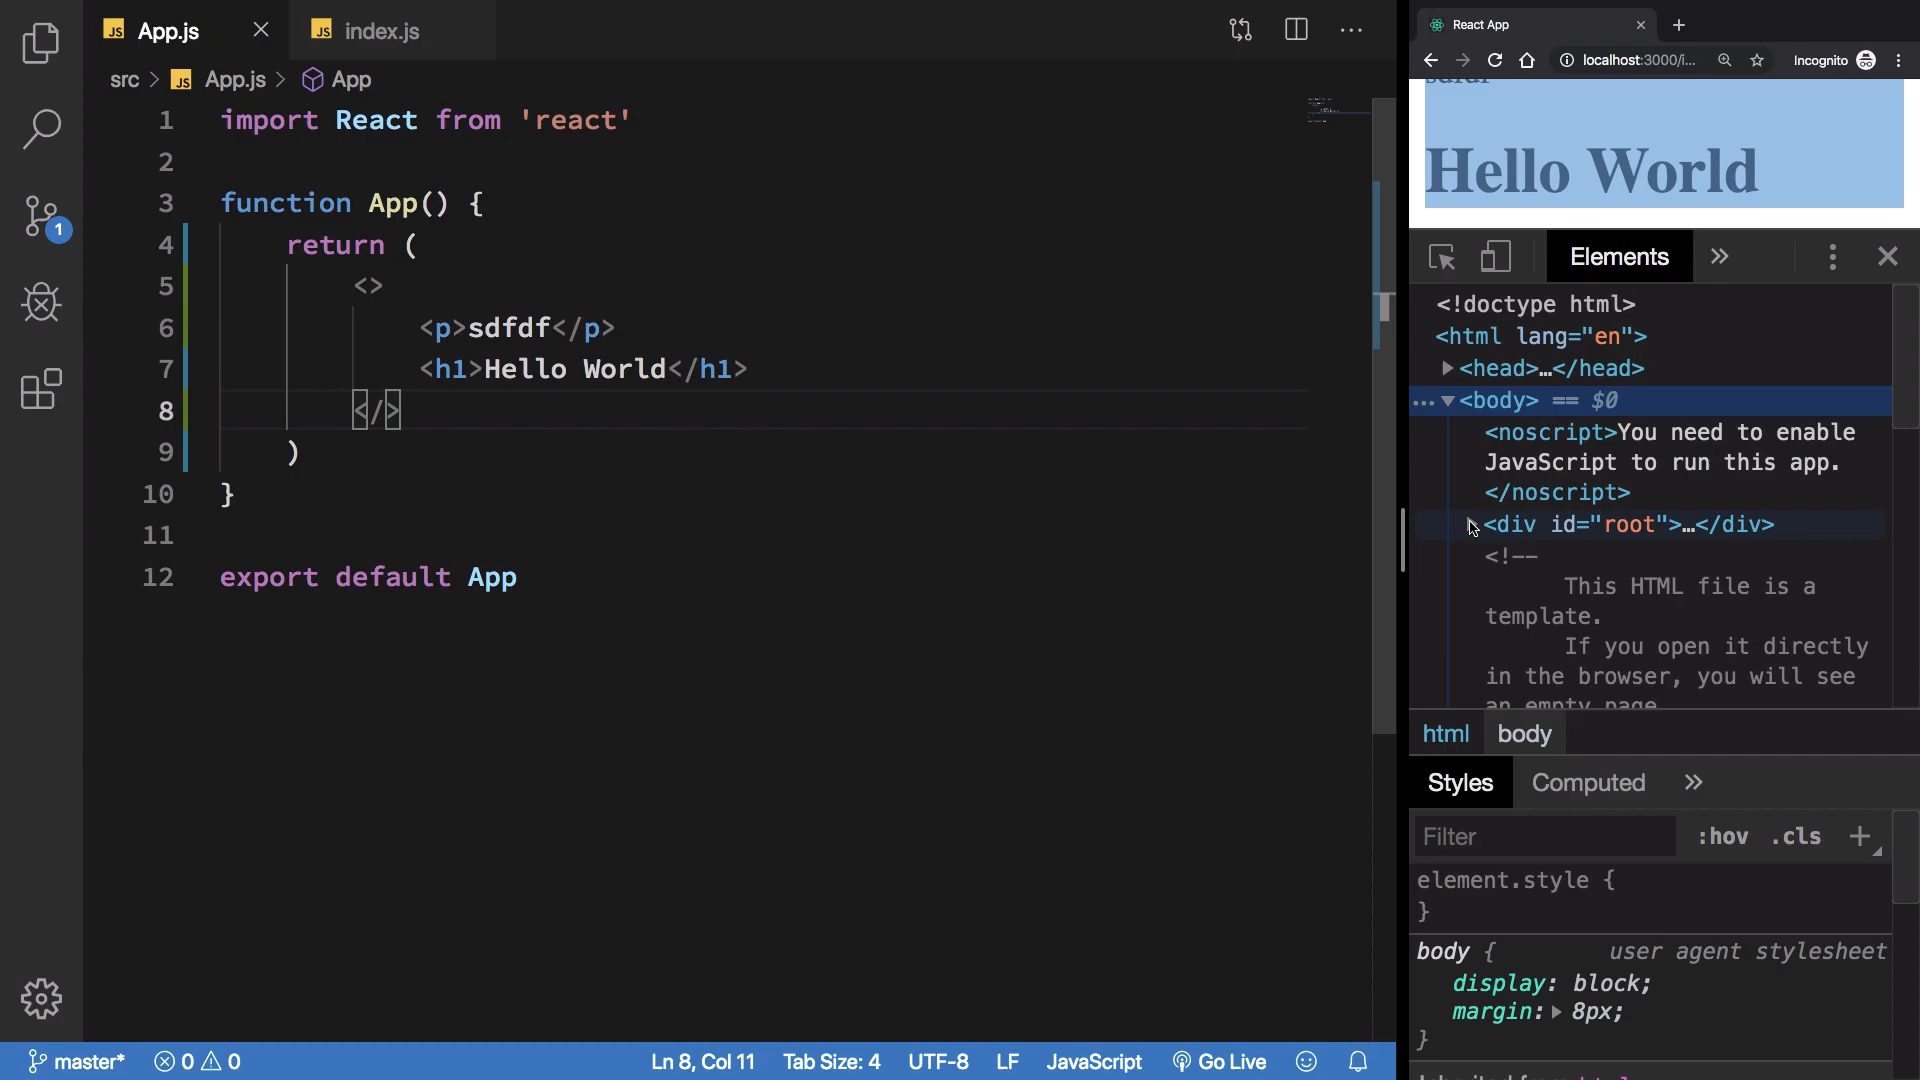 App.js
index.js
src > App.js > App
1 import React from 'react'
2
3 function App() {
4 return (
5 <>
6 <p>sdfdf</p>
7 <h1>Hello World</h1>
8 </>
9 )
10 }
11
12 export default App
1
master* 0 0
Ln 8, Col 11 Tab Size: 4 UTF-8 LF JavaScript Go Live
React App
localhost:3000/i... Incognito
sdfdf
Hello World
Elements
<!doctype html>
<html lang="en">
<head>…</head>
… <body> == $0
<noscript>You need to enable
JavaScript to run this app.
</noscript>
<div id="root">…</div>
<!--
This HTML file is a
template.
If you open it directly
in the browser, you will see
an empty page
html body
Styles Computed
Filter :hov .cls +
element.style {
}
body { user agent stylesheet
display: block;
margin: 8px;
}